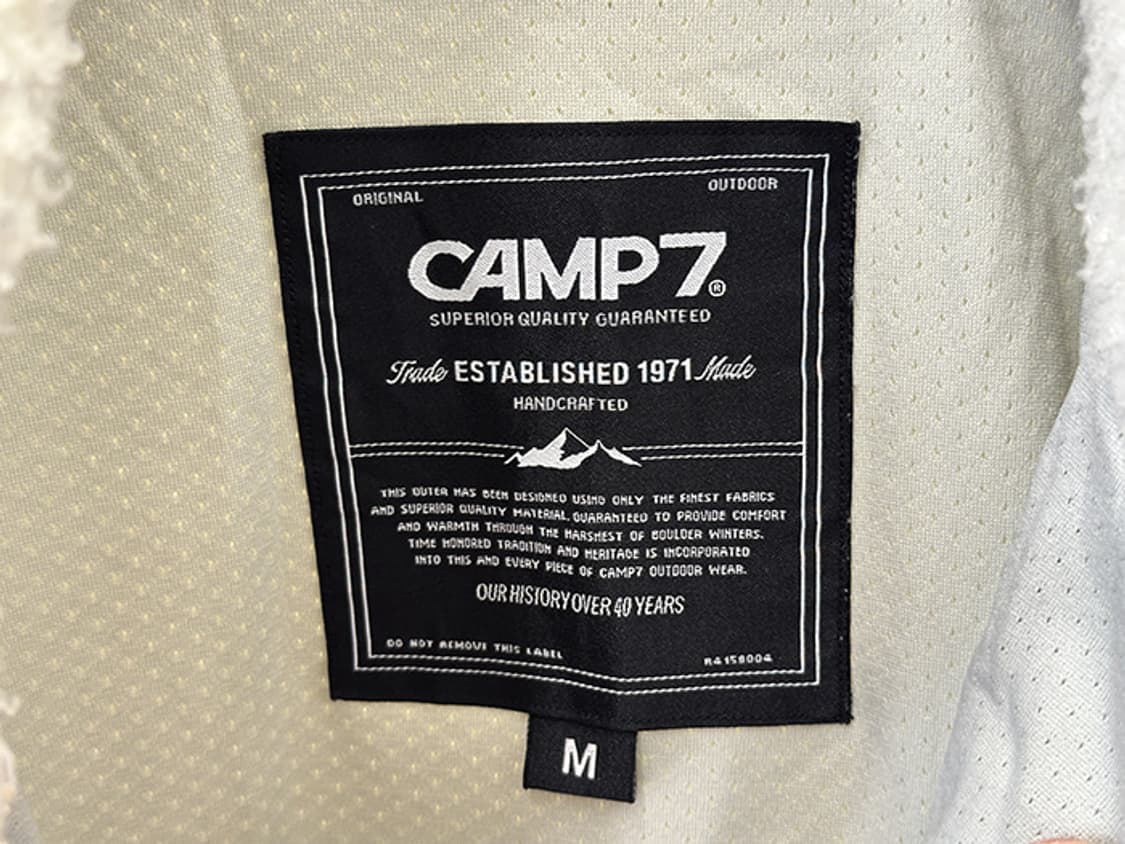 ORIGINAL OUTDOOR
CAMP7®
SUPERIOR QUALITY GUARANTEED
Trade ESTABLISHED 1971 Made
HANDCRAFTED
THIS OUTER HAS BEEN DESIGNED USING ONLY THE FINEST FABRICS
AND SUPERIOR QUALITY MATERIAL, GUARANTEED TO PROVIDE COMFORT
AND WARMTH THROUGH THE HARSHEST OF BOULDER WINTERS.
TIME HONORED TRADITION AND HERITAGE IS INCORPORATED
INTO THIS AND EVERY PIECE OF CAMP7 OUTDOOR WEAR.
OUR HISTORY OVER 40 YEARS
DO NOT REMOVE THIS LABEL R4158004
M